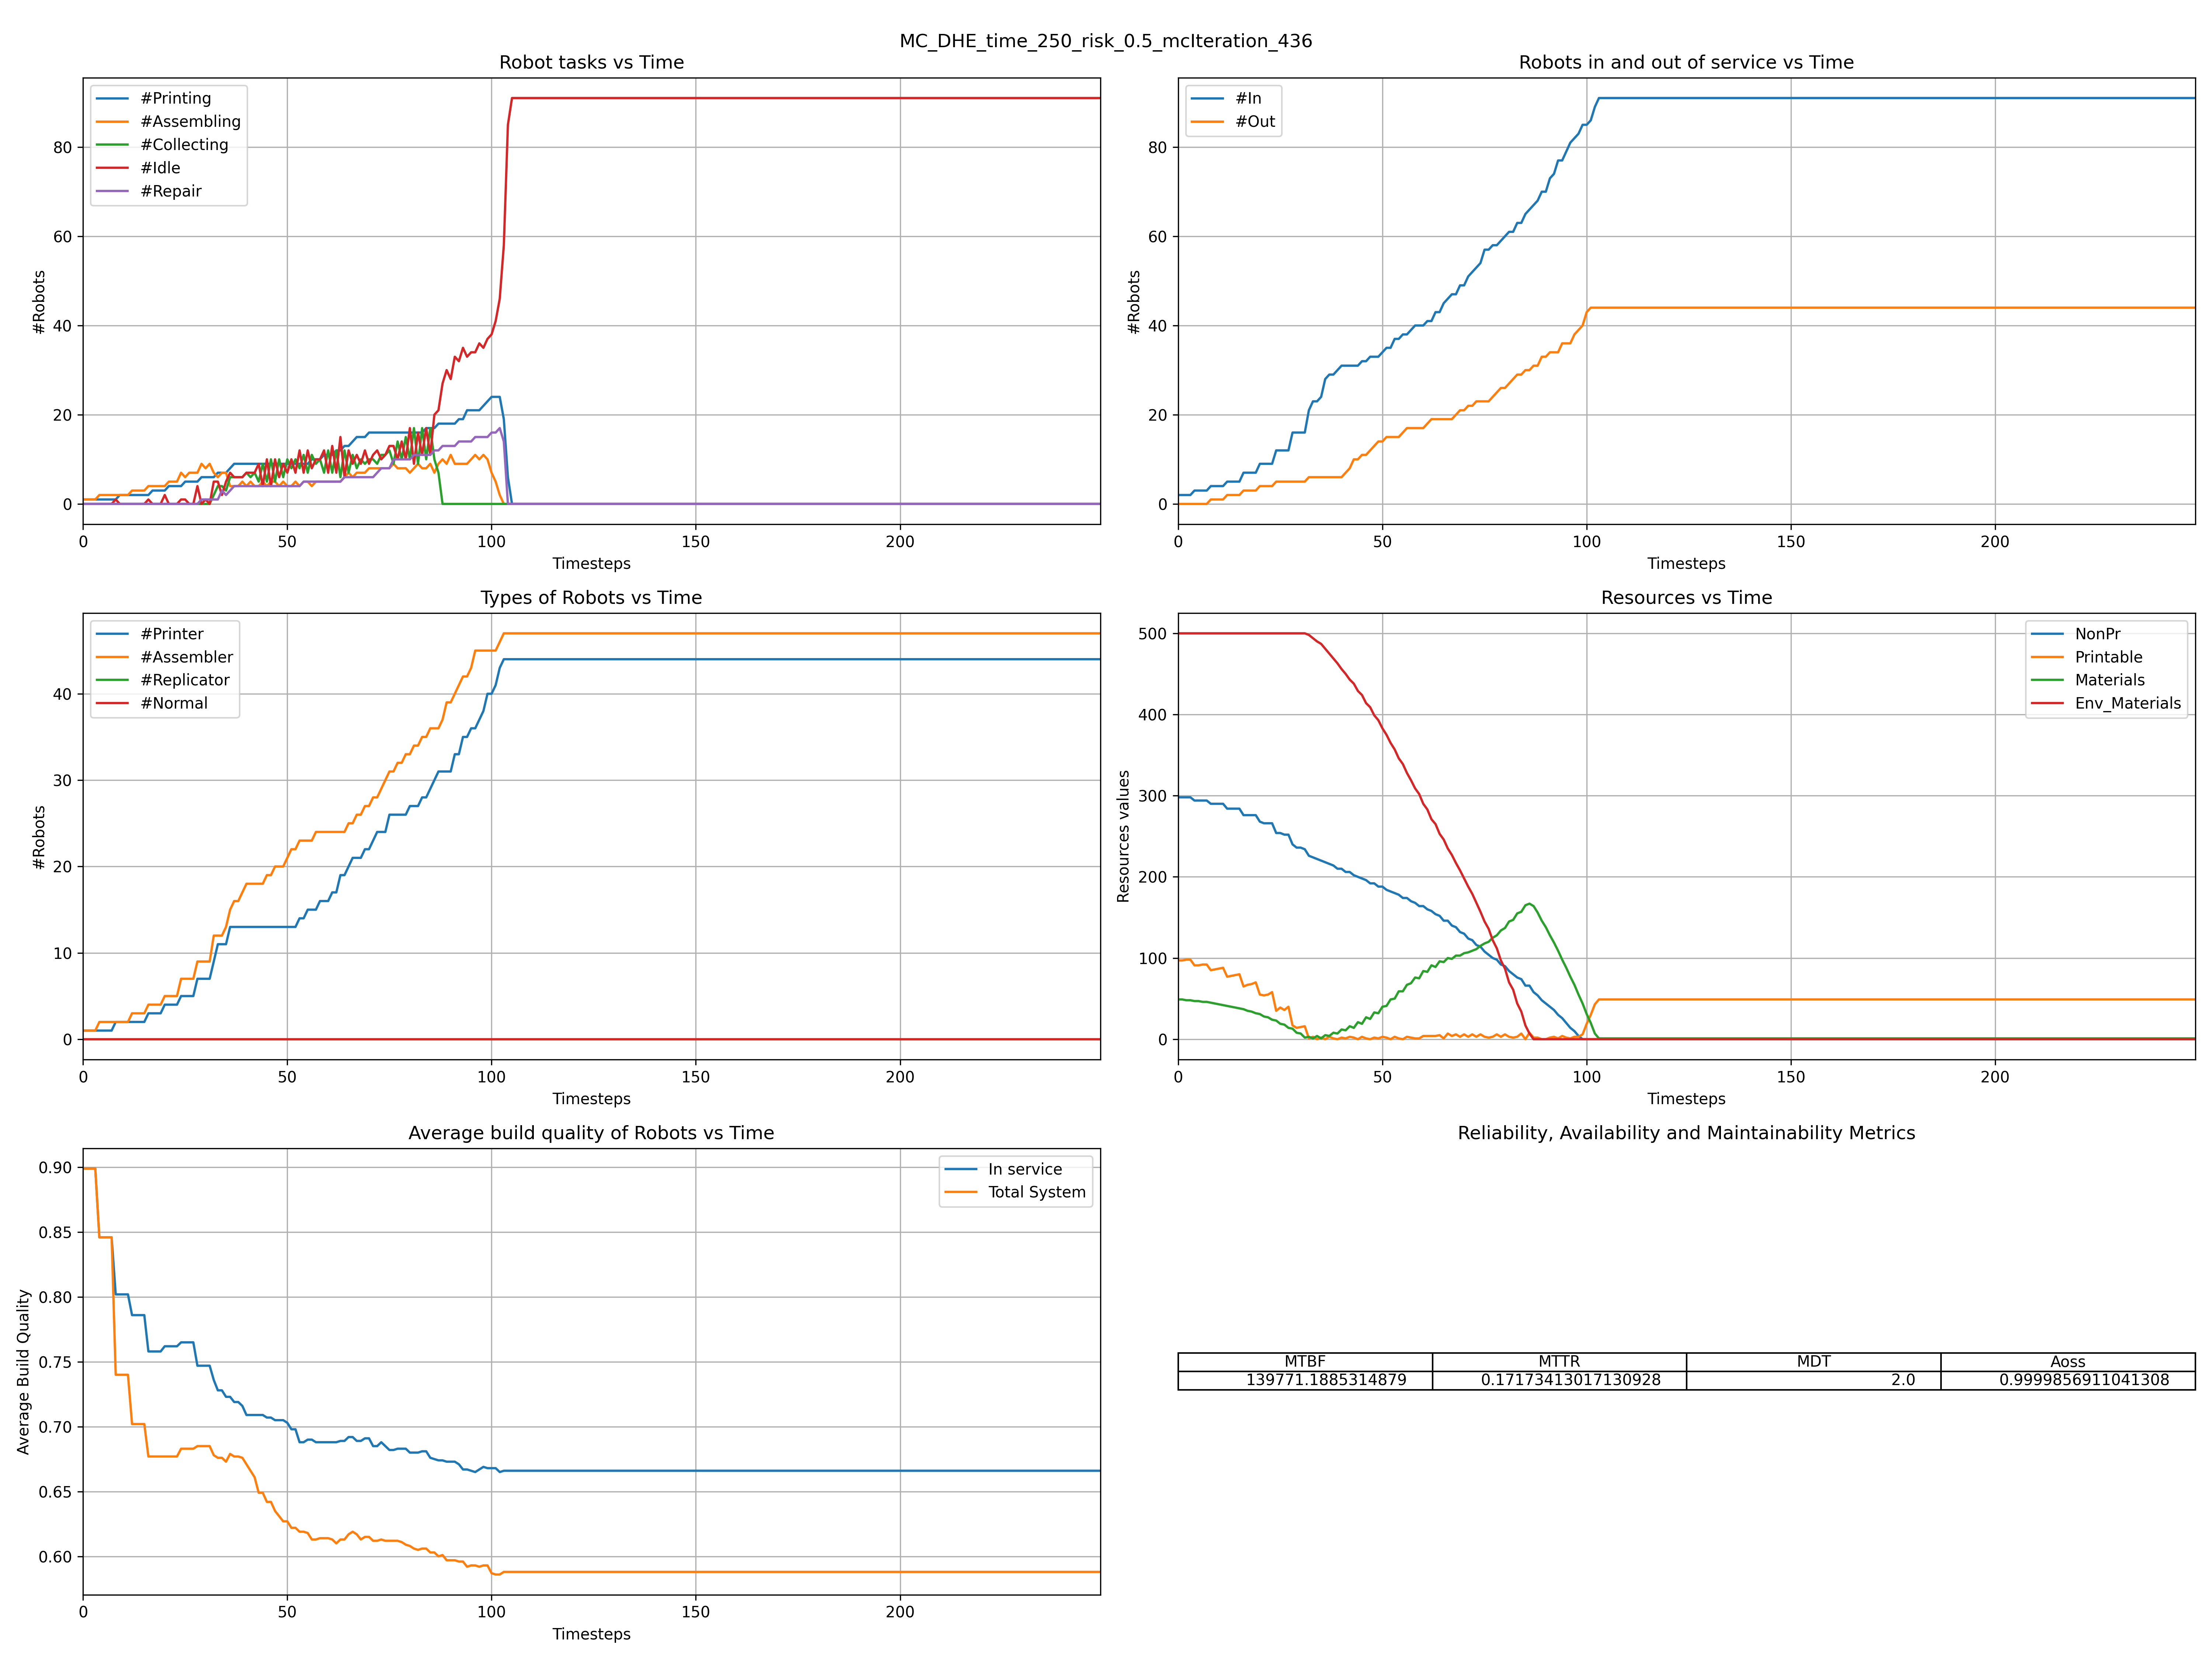 MC_DHE_time_250_risk_0.5_mcIteration_436
Robot tasks vs Time
#Printing
#Assembling
#Collecting
#Idle
#Repair
#Robots
0
20
40
60
80
0 50 100 150 200
Timesteps
Robots in and out of service vs Time
#In
#Out
#Robots
0
20
40
60
80
0 50 100 150 200
Timesteps
Types of Robots vs Time
#Printer
#Assembler
#Replicator
#Normal
#Robots
0
10
20
30
40
0 50 100 150 200
Timesteps
Resources vs Time
NonPr
Printable
Materials
Env_Materials
Resources values
0
100
200
300
400
500
0 50 100 150 200
Timesteps
Average build quality of Robots vs Time
In service
Total System
Average Build Quality
0.60
0.65
0.70
0.75
0.80
0.85
0.90
0 50 100 150 200
Timesteps
Reliability, Availability and Maintainability Metrics
MTBF MTTR MDT Aoss
139771.1885314879 0.17173413017130928 2.0 0.9999856911041308